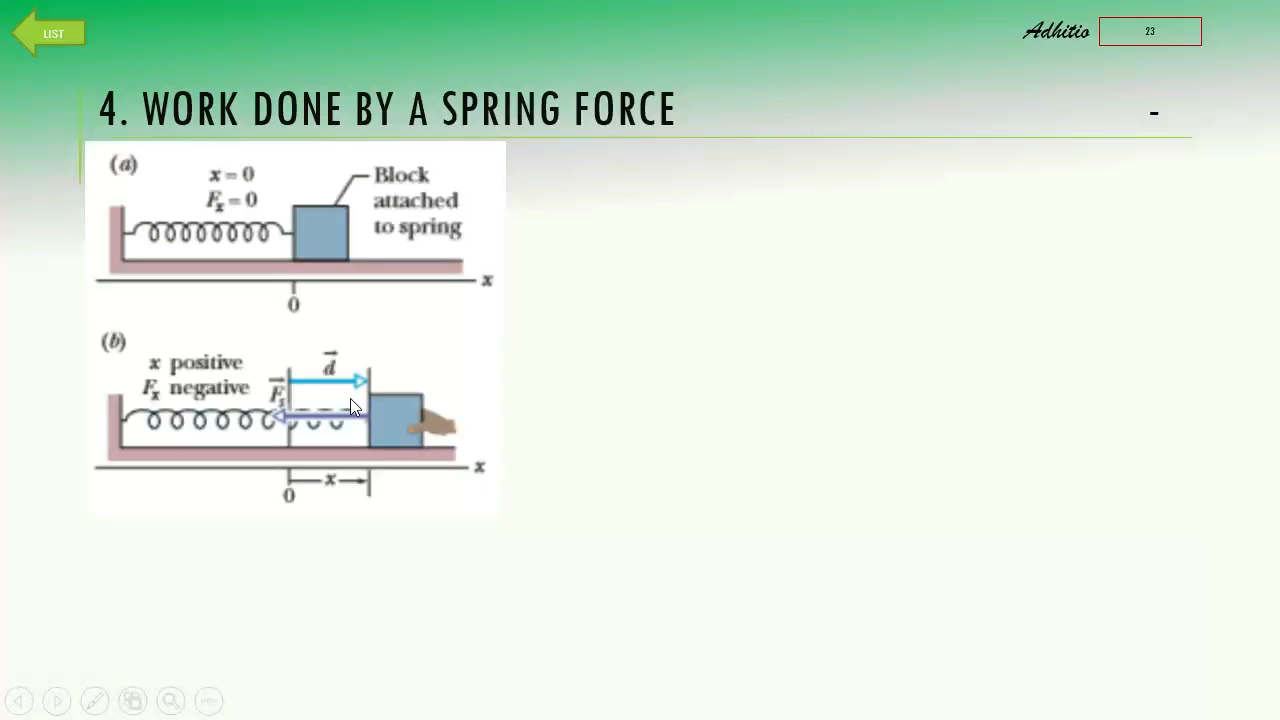 LIST
Adhitio
23
4. WORK DONE BY A SPRING FORCE
-
(a)
x = 0
Fx = 0
Block
attached
to spring
x
0
(b)
x positive
Fx negative
d
Fs
x
x
0